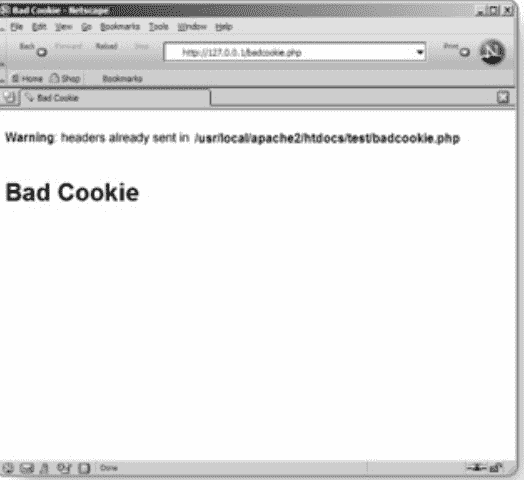 Bad Cookie - Netscape
File Edit View Go Bookmarks Tools Window Help
Back Forward Reload Stop http://127.0.0.1/badcookie.php Print N
Home Shop Bookmarks
Bad Cookie
Warning: headers already sent in /usr/local/apache2/htdocs/test/badcookie.php
Bad Cookie
Done